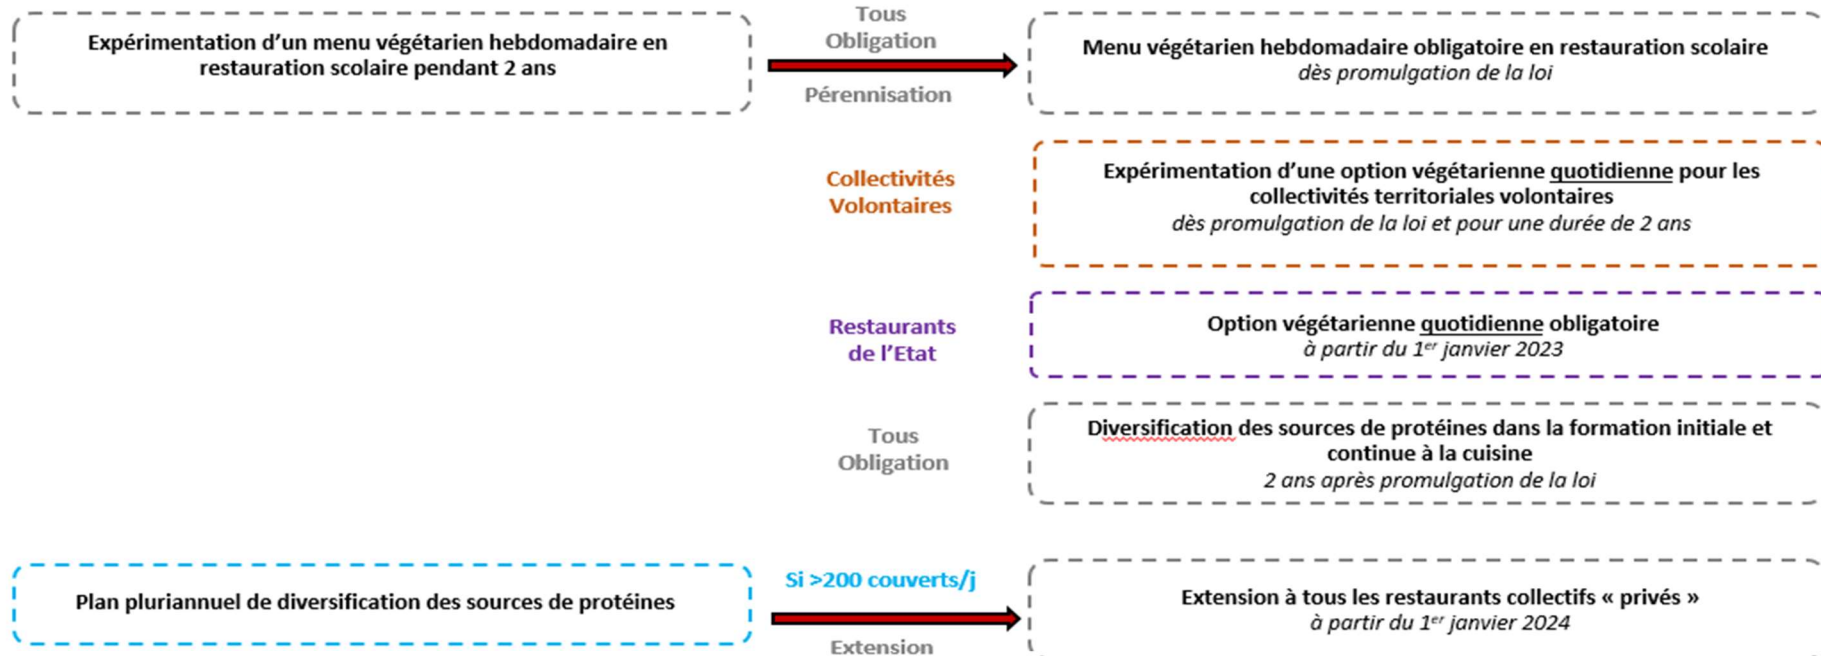 Expérimentation d'un menu végétarien hebdomadaire en
restauration scolaire pendant 2 ans
Tous
Obligation
Pérennisation
Menu végétarien hebdomadaire obligatoire en restauration scolaire
dès promulgation de la loi
Collectivités
Volontaires
Expérimentation d'une option végétarienne quotidienne pour les
collectivités territoriales volontaires
dès promulgation de la loi et pour une durée de 2 ans
Restaurants
de l'Etat
Option végétarienne quotidienne obligatoire
à partir du 1er janvier 2023
Tous
Obligation
Diversification des sources de protéines dans la formation initiale et
continue à la cuisine
2 ans après promulgation de la loi
Plan pluriannuel de diversification des sources de protéines
Si >200 couverts/j
Extension
Extension à tous les restaurants collectifs « privés »
à partir du 1er janvier 2024